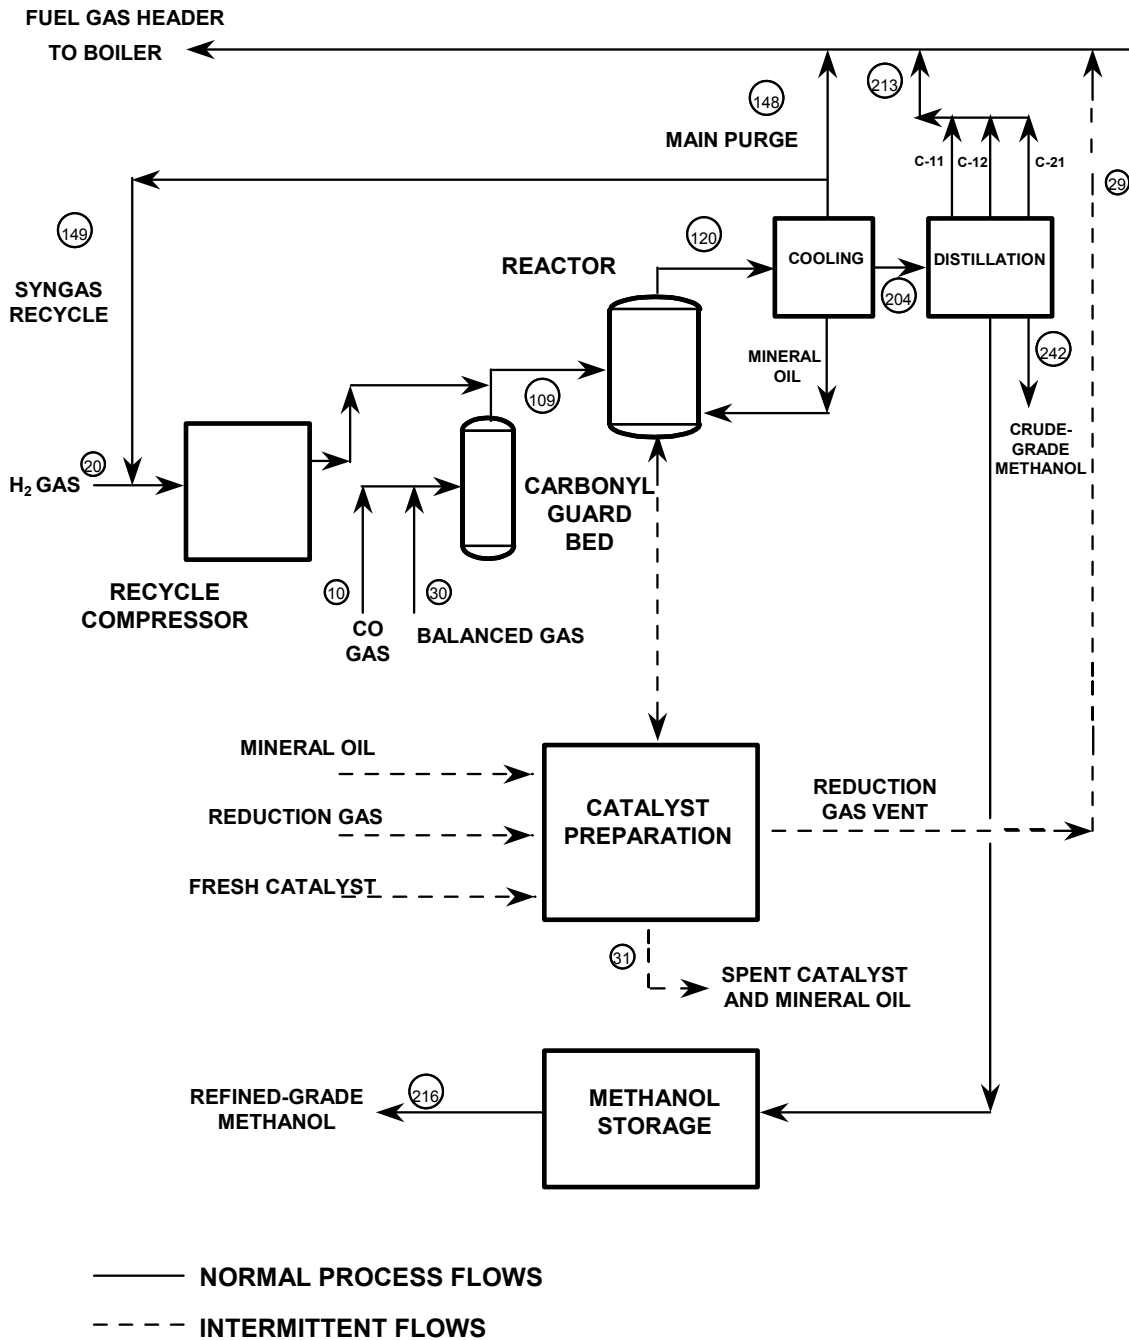 FUEL GAS HEADER
TO BOILER
213
148
MAIN PURGE
C-11
C-12
C-21
29
149
120
COOLING
DISTILLATION
REACTOR
204
SYNGAS
RECYCLE
MINERAL
OIL
242
109
CRUDE-
GRADE
METHANOL
20
H₂ GAS
CARBONYL
GUARD
BED
RECYCLE
COMPRESSOR
10
30
CO
GAS
BALANCED GAS
MINERAL OIL
REDUCTION GAS
FRESH CATALYST
CATALYST
PREPARATION
REDUCTION
GAS VENT
31
SPENT CATALYST
AND MINERAL OIL
REFINED-GRADE
METHANOL
216
METHANOL
STORAGE
NORMAL PROCESS FLOWS
INTERMITTENT FLOWS